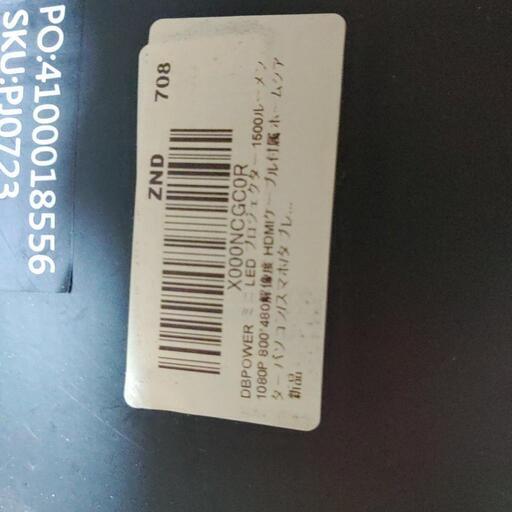 PO:4100018556
SKU:PJ0723
ZND 708
X000NCGC0R
DBPOWER ミニ LED プロジェクター 1500ルーメン
1080P 800*480解像度 HDMIケーブル付属 ホームシア
ター パソコン/スマホ/タブレ...
新品